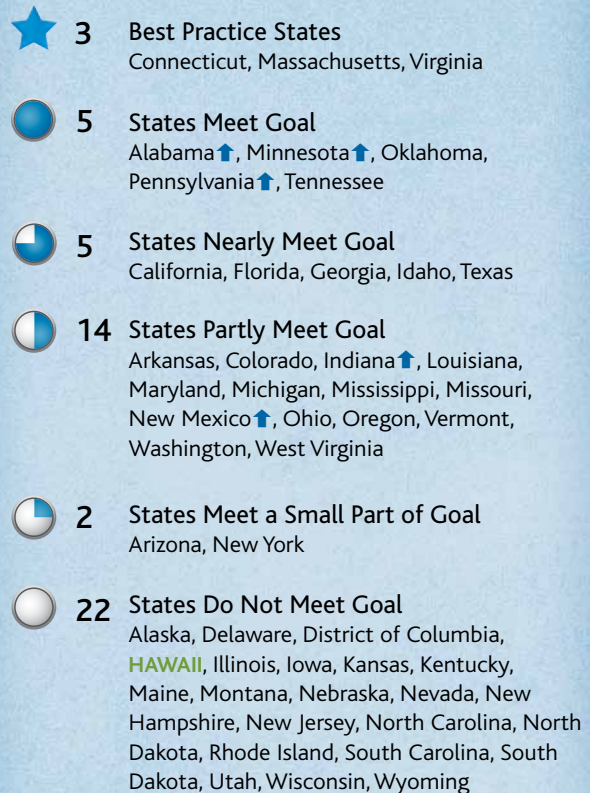 3 Best Practice States
Connecticut, Massachusetts, Virginia
5 States Meet Goal
Alabama⬆, Minnesota⬆, Oklahoma,
Pennsylvania⬆, Tennessee
5 States Nearly Meet Goal
California, Florida, Georgia, Idaho, Texas
14 States Partly Meet Goal
Arkansas, Colorado, Indiana⬆, Louisiana,
Maryland, Michigan, Mississippi, Missouri,
New Mexico⬆, Ohio, Oregon, Vermont,
Washington, West Virginia
2 States Meet a Small Part of Goal
Arizona, New York
22 States Do Not Meet Goal
Alaska, Delaware, District of Columbia,
HAWAII, Illinois, Iowa, Kansas, Kentucky,
Maine, Montana, Nebraska, Nevada, New
Hampshire, New Jersey, North Carolina, North
Dakota, Rhode Island, South Carolina, South
Dakota, Utah, Wisconsin, Wyoming